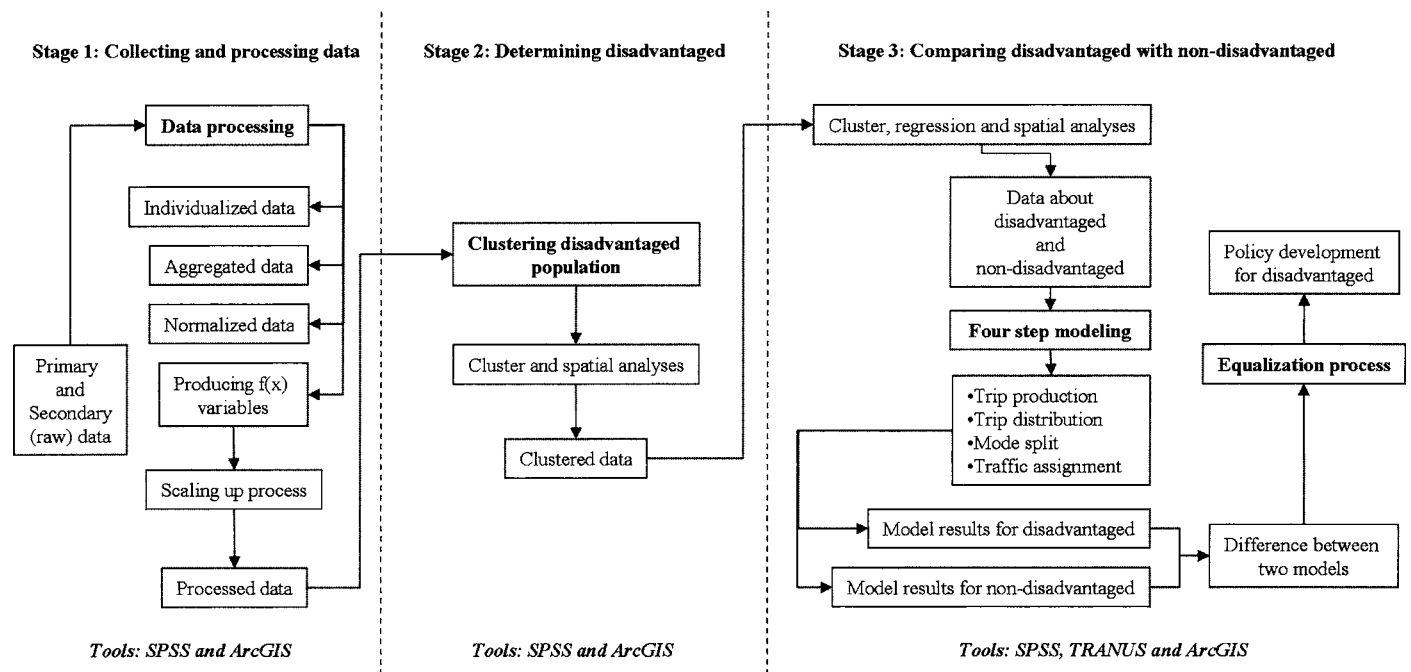 Stage 1: Collecting and processing data
Data processing
Individualized data
Aggregated data
Normalized data
Primary
and
Secondary
(raw) data
Producing f(x)
variables
Scaling up process
Processed data
Tools: SPSS and ArcGIS
Stage 2: Determining disadvantaged
Clustering disadvantaged
population
Cluster and spatial analyses
Clustered data
Tools: SPSS and ArcGIS
Stage 3: Comparing disadvantaged with non-disadvantaged
Cluster, regression and spatial analyses
Data about
disadvantaged
and
non-disadvantaged
Four step modeling
•Trip production
•Trip distribution
•Mode split
•Traffic assignment
Model results for disadvantaged
Model results for non-disadvantaged
Difference between
two models
Equalization process
Policy development
for disadvantaged
Tools: SPSS, TRANUS and ArcGIS